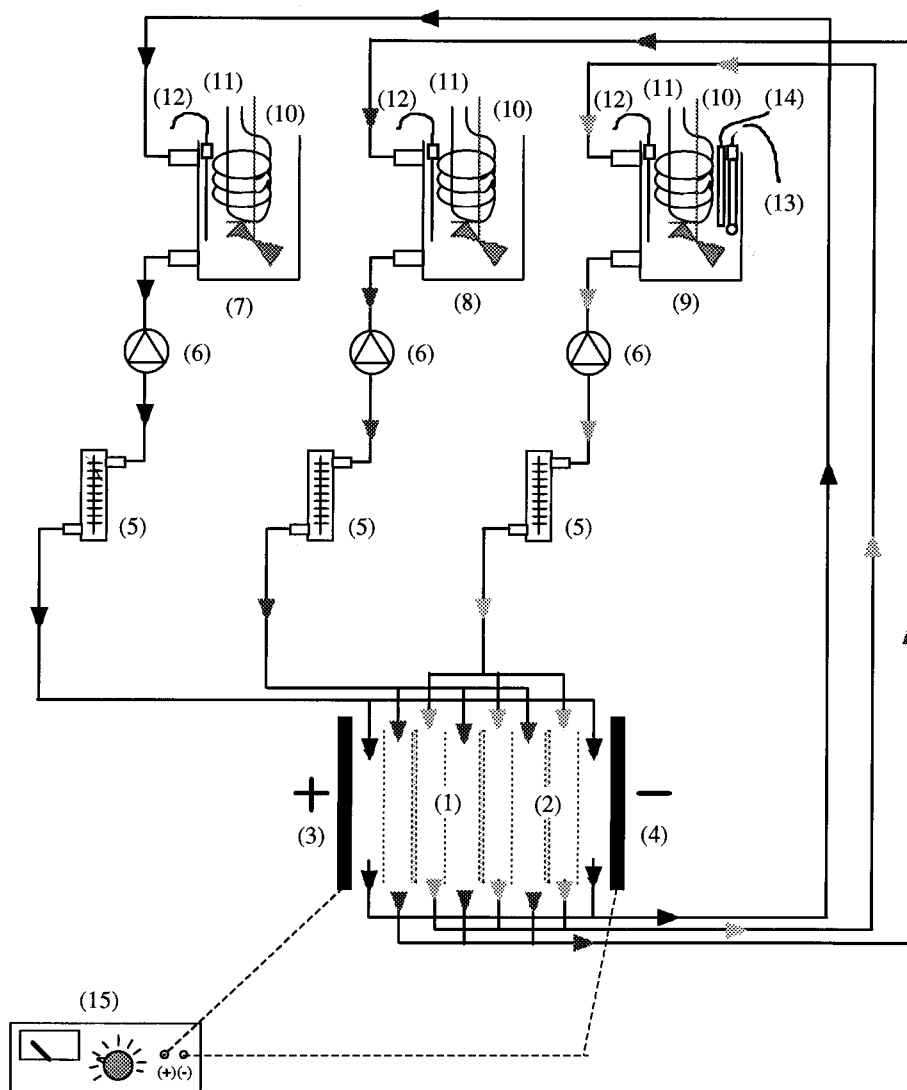 (11) (11) (11) (10) (14)
(12) (10) (12) (10) (12)
(13)
(7) (8) (9)
(6) (6) (6)
(5) (5) (5)
+ (1) (2) −
(3) (4)
(15)
(+)(-)